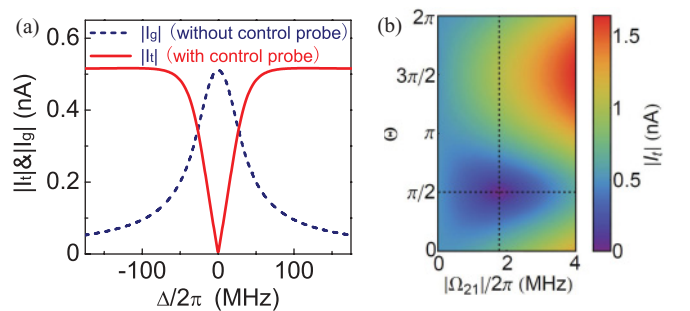 (a)
|Ig| (without control probe)
|It| (with control probe)
|It|&|Ig| (nA)
0.6
0.4
0.2
0
-100
0
100
Δ/2π (MHz)
(b)
2π
3π/2
π
π/2
0
Θ
0
2
4
|Ω21|/2π (MHz)
1.5
1
0.5
0
|It| (nA)